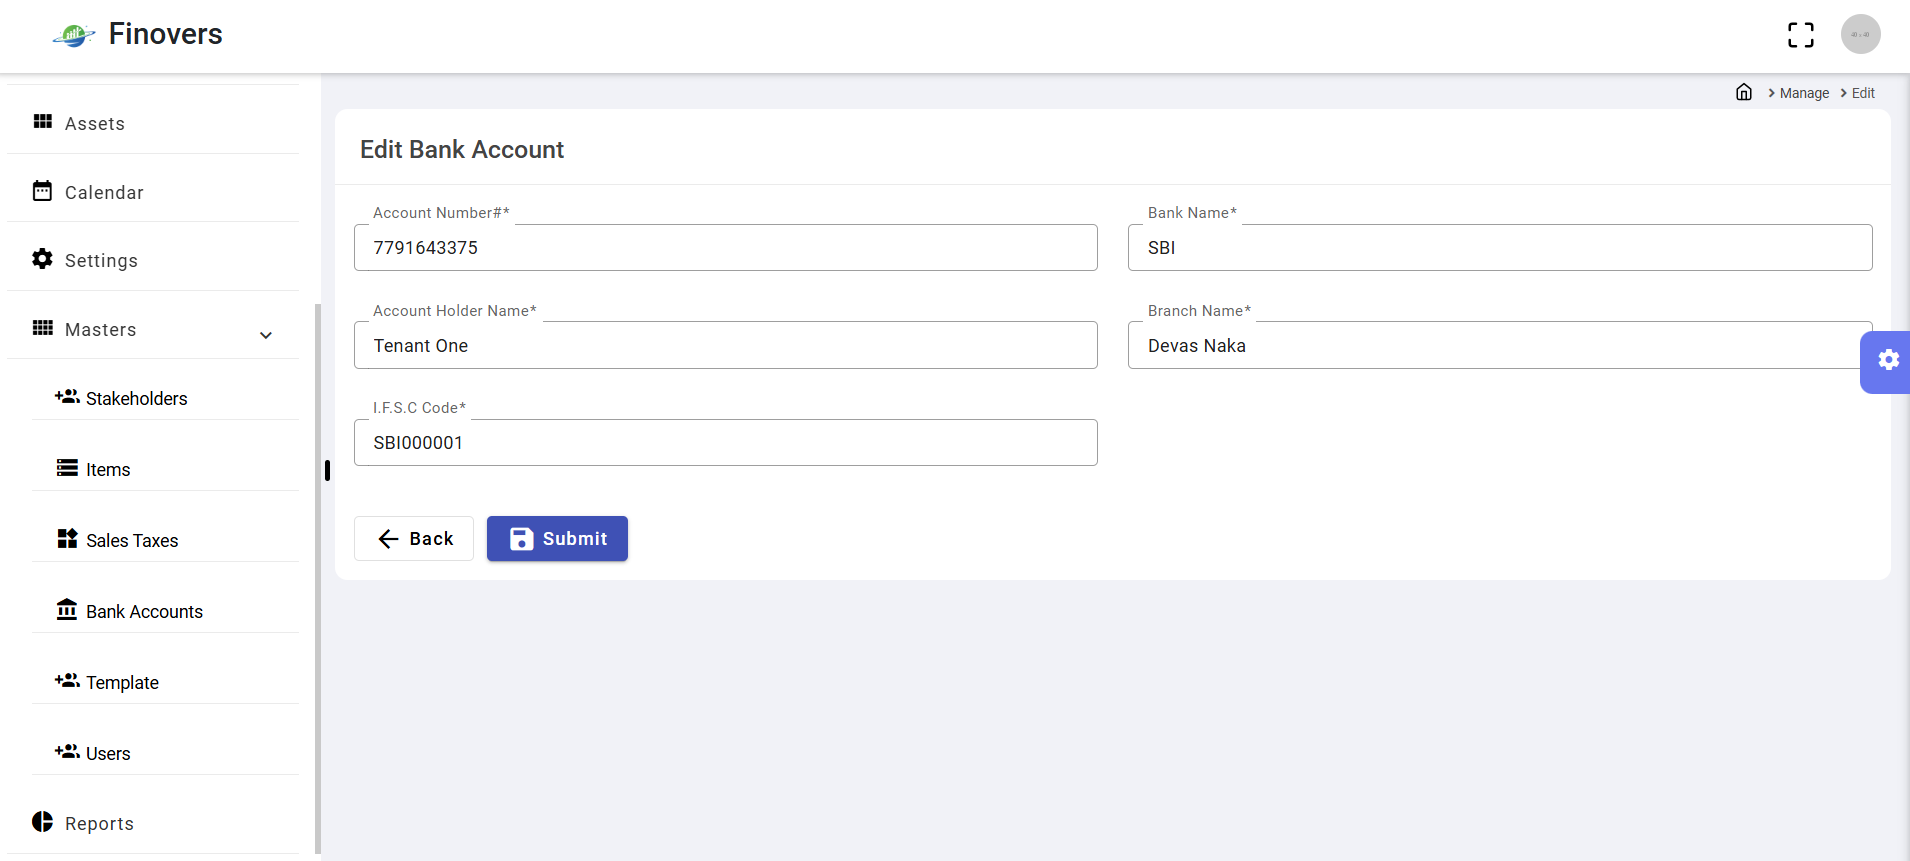 Finovers
40 x 40
Manage
Edit
Assets
Calendar
Settings
Masters
Stakeholders
Items
Sales Taxes
Bank Accounts
Template
Users
Reports
Edit Bank Account
Account Number#*
7791643375
Bank Name*
SBI
Account Holder Name*
Tenant One
Branch Name*
Devas Naka
I.F.S.C Code*
SBI000001
Back
Submit